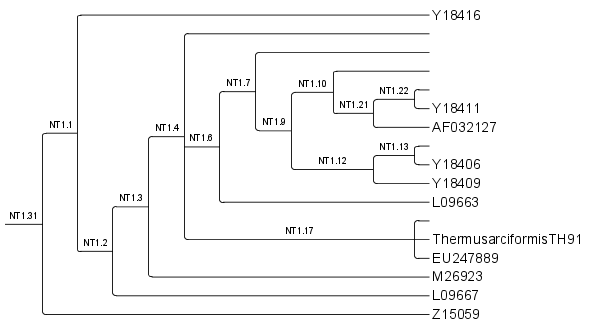 Y18416
NT1.7
NT1.10
NT1.22
Y18411
NT1.21
NT1.1
NT1.4
NT1.9
AF032127
NT1.6
NT1.13
NT1.12
Y18406
Y18409
NT1.3
L09663
NT1.31
NT1.17
ThermusarciformisTH91
NT1.2
EU247889
M26923
L09667
Z15059